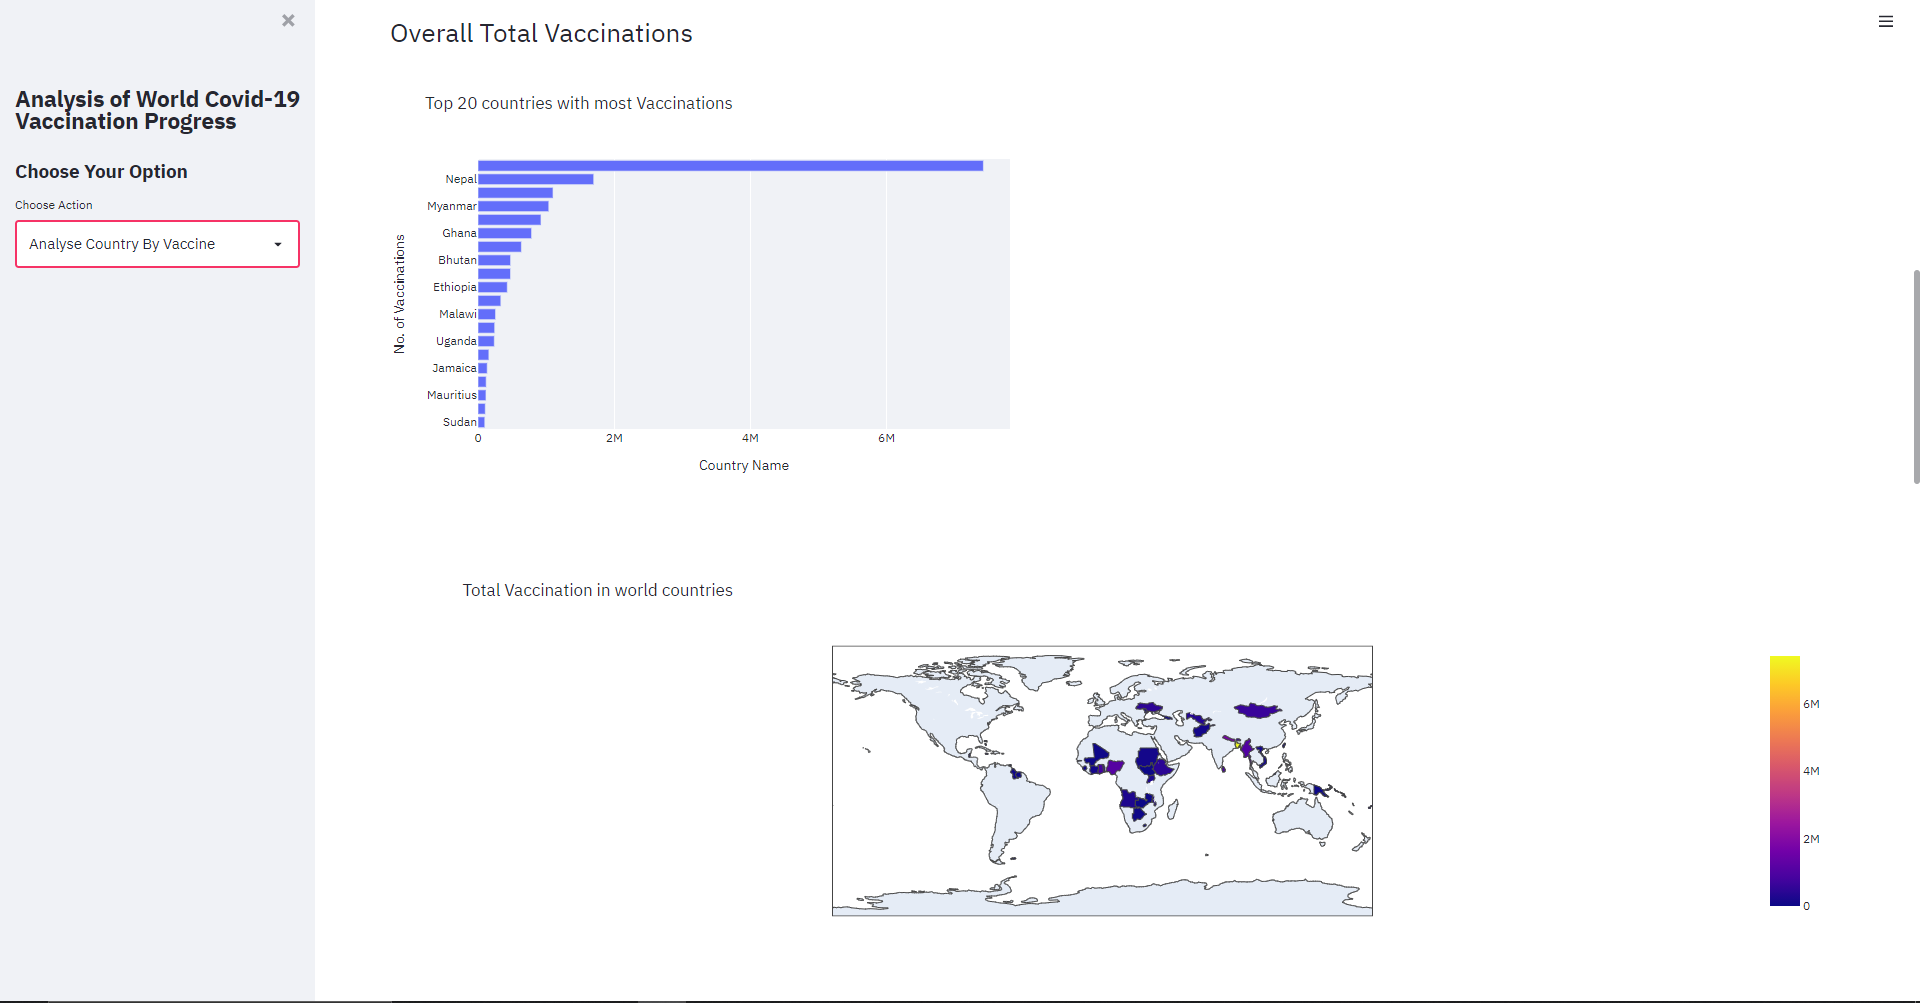 Analysis of World Covid-19
Vaccination Progress
Choose Your Option
Choose Action
Analyse Country By Vaccine
Overall Total Vaccinations
Top 20 countries with most Vaccinations
No. of Vaccinations
Nepal
Myanmar
Ghana
Bhutan
Ethiopia
Malawi
Uganda
Jamaica
Mauritius
Sudan
0 2M 4M 6M
Country Name
Total Vaccination in world countries
6M
4M
2M
0